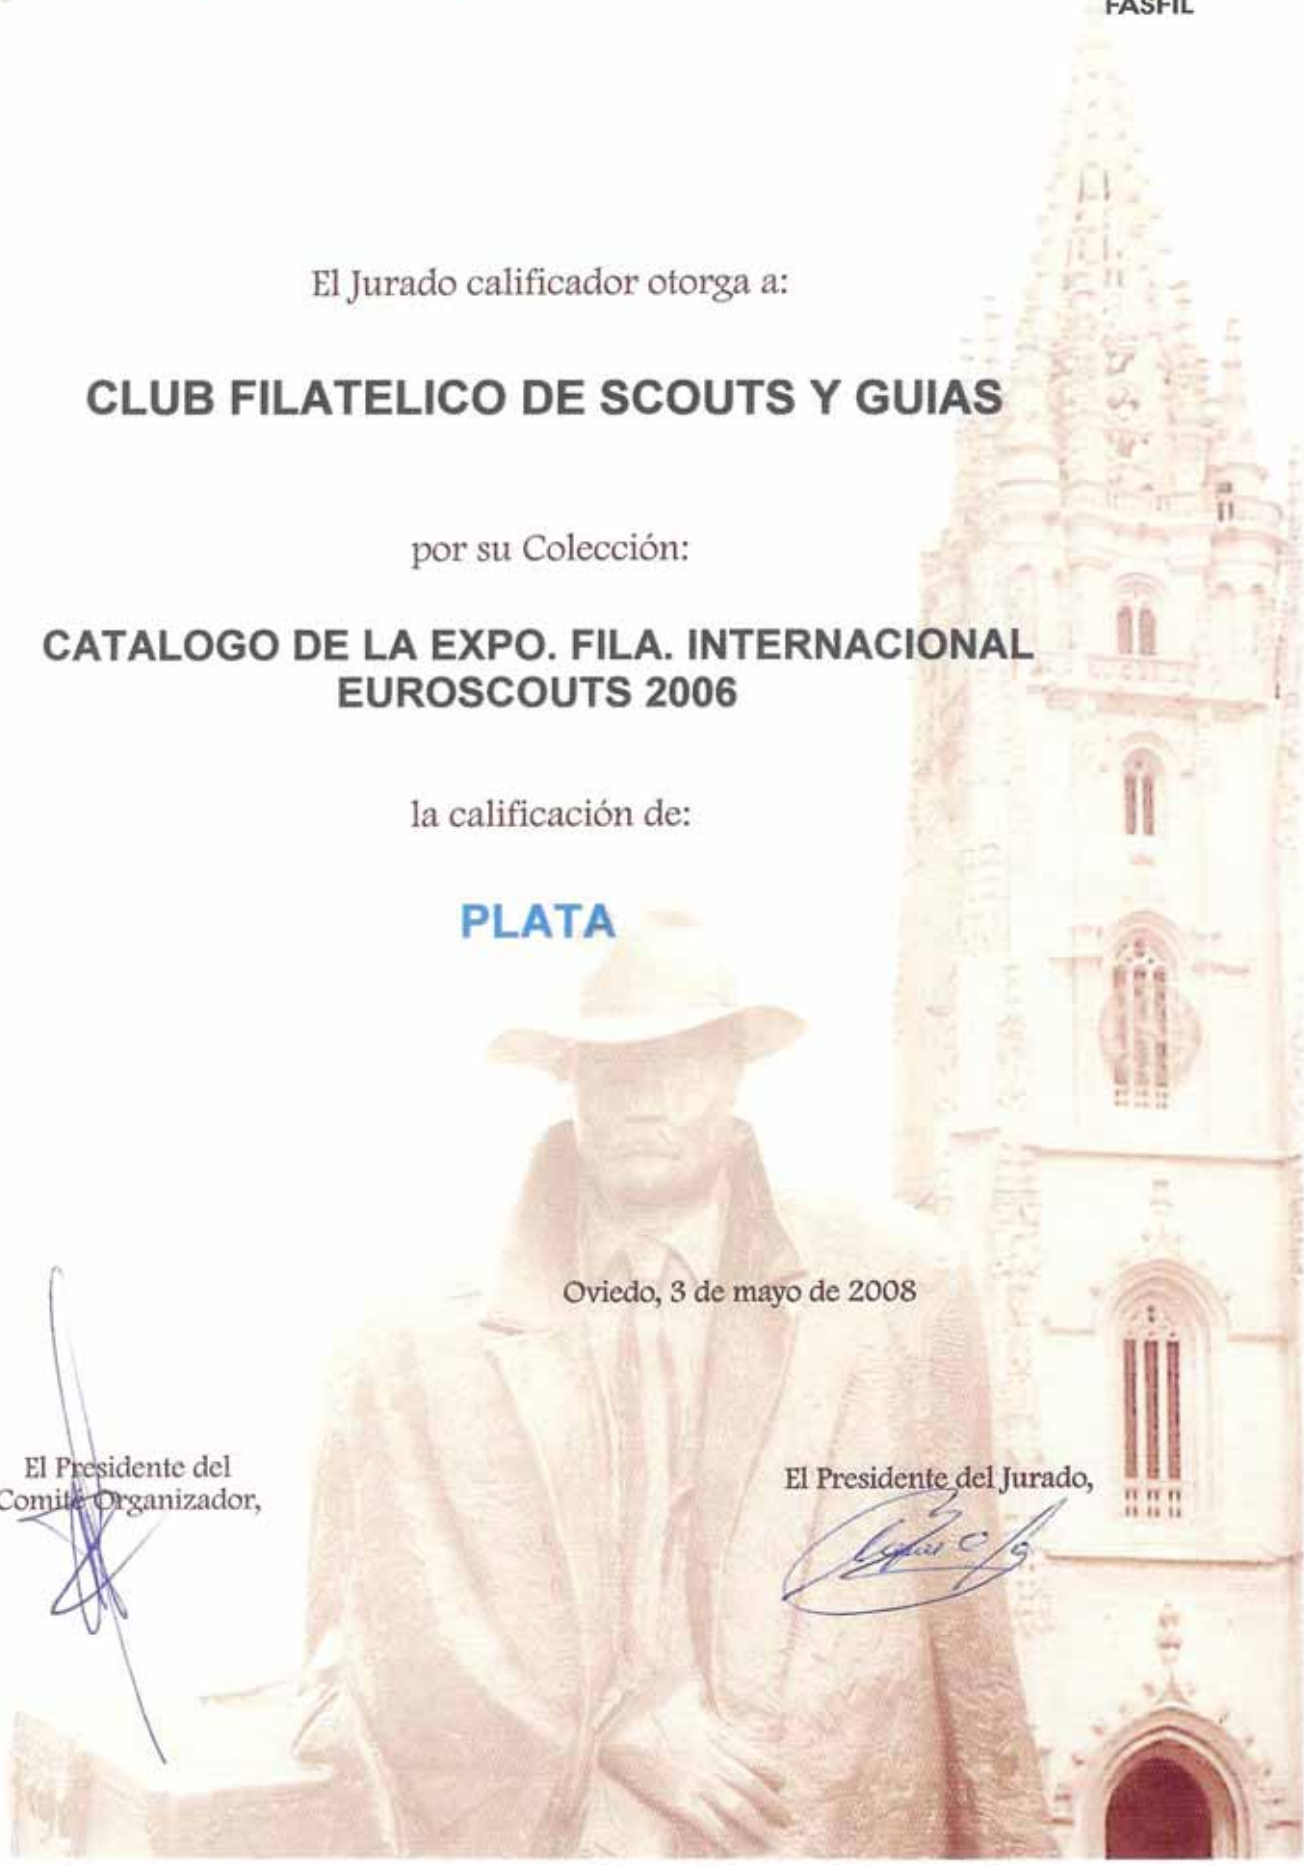 FASFIL
El Jurado calificador otorga a:
CLUB FILATELICO DE SCOUTS Y GUIAS
por su Colección:
CATALOGO DE LA EXPO. FILA. INTERNACIONAL
EUROSCOUTS 2006
la calificación de:
PLATA
Oviedo, 3 de mayo de 2008
El Presidente del
Comité Organizador,
El Presidente del Jurado,